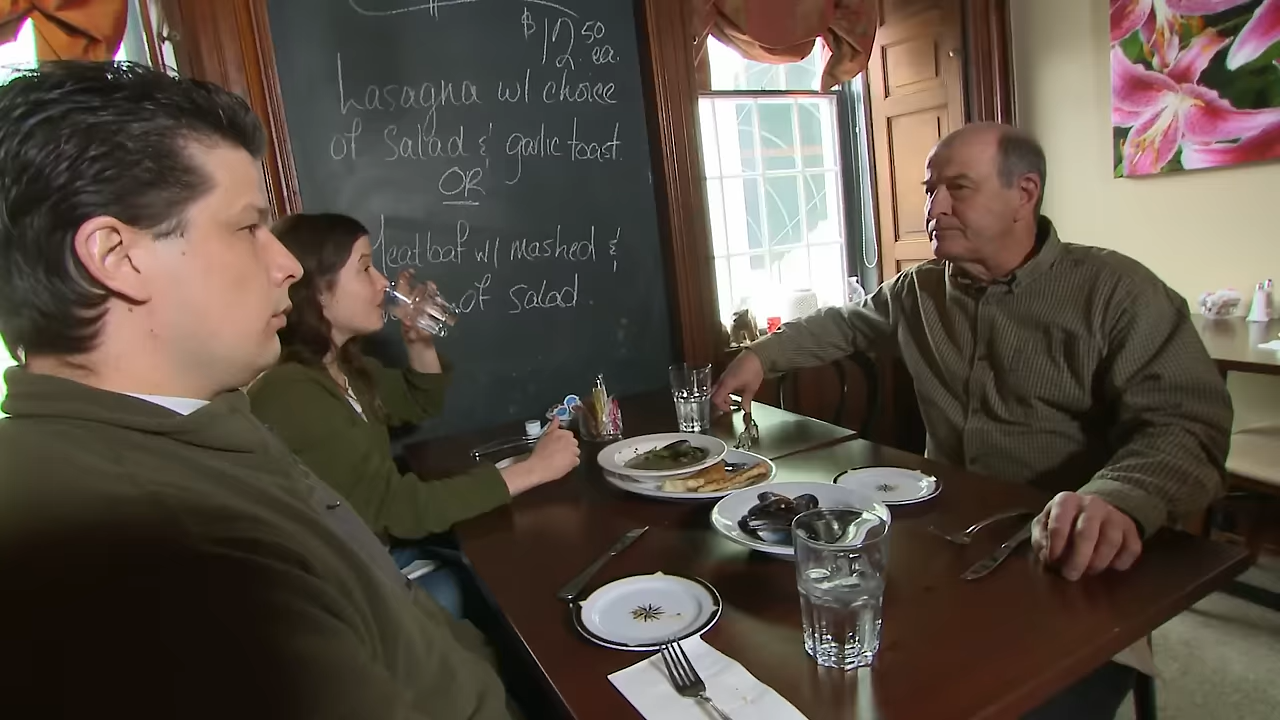 $12.50 ea.
Lasagna w/ choice
of Salad & garlic toast.
OR
Meatloaf w/ mashed &
of salad.